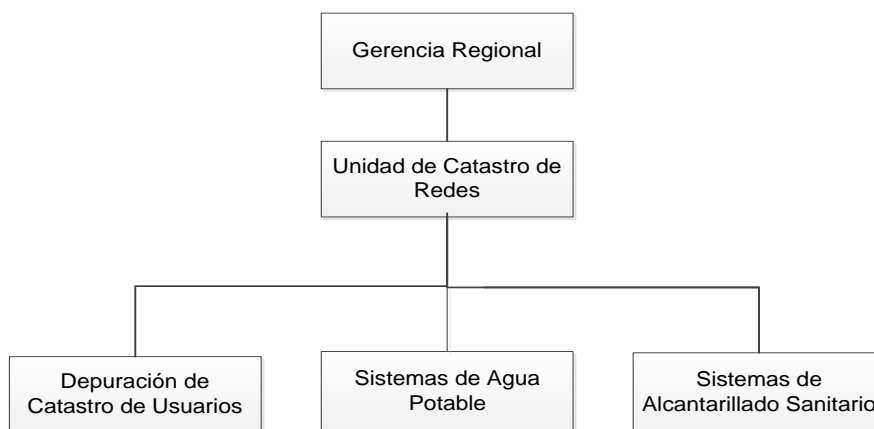 Gerencia Regional
Unidad de Catastro de
Redes
Depuración de
Catastro de Usuarios
Sistemas de Agua
Potable
Sistemas de
Alcantarillado Sanitario